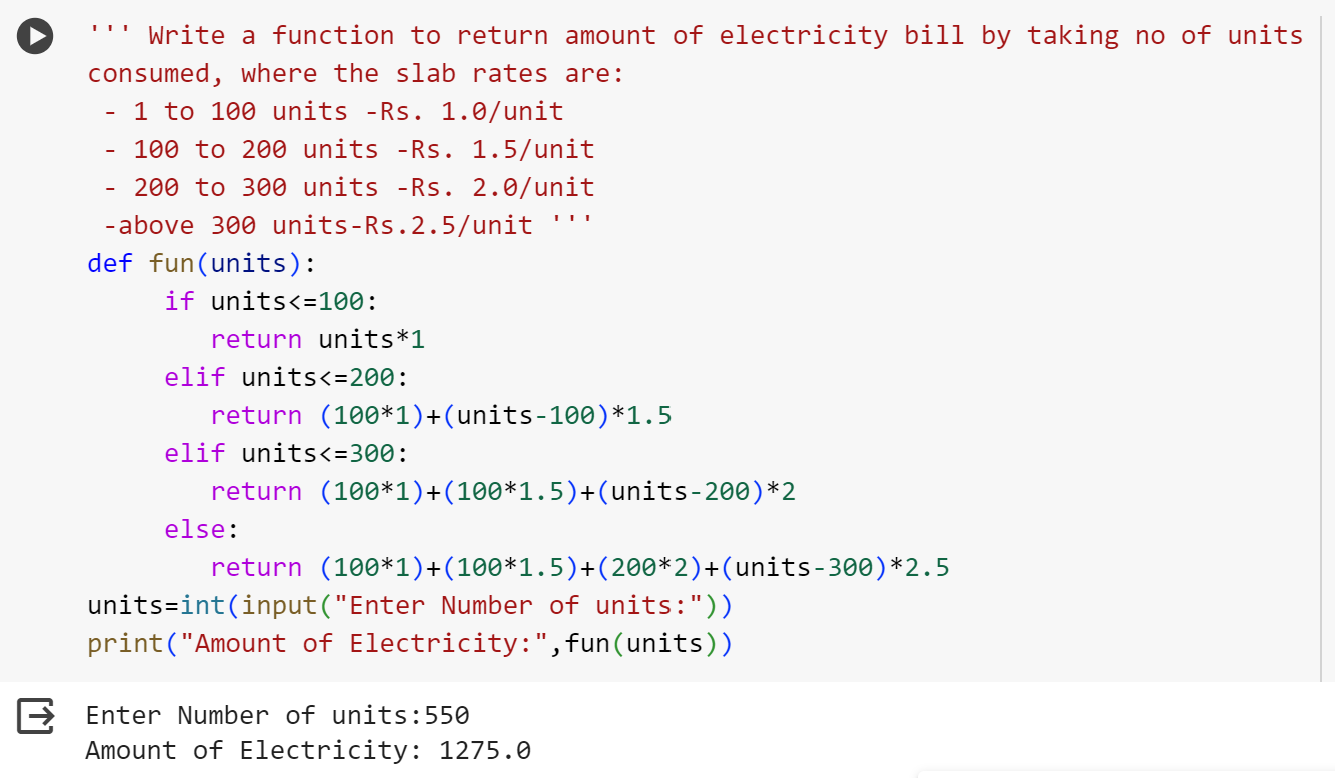 ''' Write a function to return amount of electricity bill by taking no of units
consumed, where the slab rates are:
 - 1 to 100 units -Rs. 1.0/unit
 - 100 to 200 units -Rs. 1.5/unit
 - 200 to 300 units -Rs. 2.0/unit
 -above 300 units-Rs.2.5/unit '''
def fun(units):
     if units<=100:
        return units*1
     elif units<=200:
        return (100*1)+(units-100)*1.5
     elif units<=300:
        return (100*1)+(100*1.5)+(units-200)*2
     else:
        return (100*1)+(100*1.5)+(200*2)+(units-300)*2.5
units=int(input("Enter Number of units:"))
print("Amount of Electricity:",fun(units))
Enter Number of units:550
Amount of Electricity: 1275.0